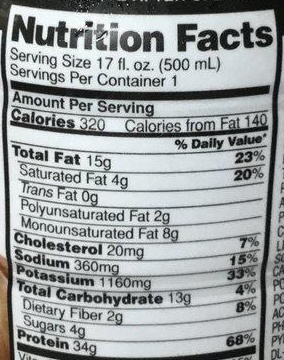 Nutrition Facts
Serving Size 17 fl. oz. (500 mL)
Servings Per Container 1
Amount Per Serving
Calories 320 Calories from Fat 140
% Daily Value*
Total Fat 15g 23%
Saturated Fat 4g 20%
Trans Fat 0g
Polyunsaturated Fat 2g
Monounsaturated Fat 8g
Cholesterol 20mg 7%
Sodium 360mg 15%
Potassium 1160mg 33%
Total Carbohydrate 13g 4%
Dietary Fiber 2g 8%
Sugars 4g
Protein 34g 68%